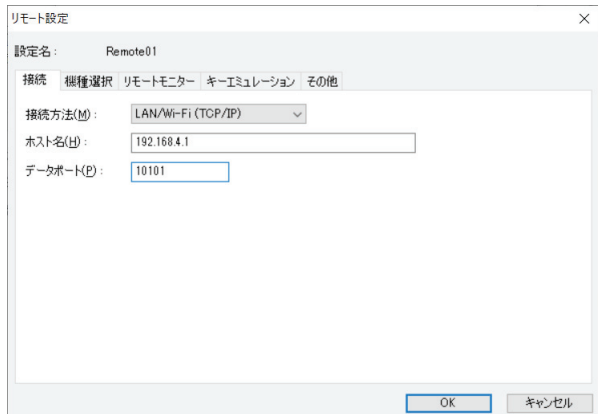 リモート設定
設定名： Remote01
接続 機種選択 リモートモニター キーエミュレーション その他
接続方法(M)： LAN/Wi-Fi (TCP/IP)
ホスト名(H)： 192.168.4.1
データポート(P)： 10101
OK キャンセル